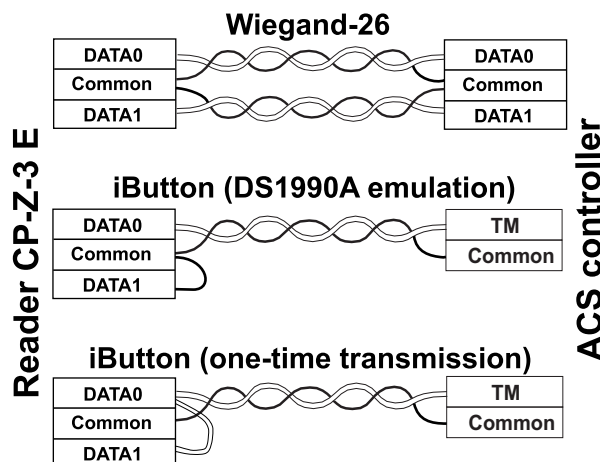 Wiegand-26
DATA0
Common
DATA1
DATA0
Common
DATA1
iButton (DS1990A emulation)
DATA0
Common
DATA1
TM
Common
iButton (one-time transmission)
DATA0
Common
DATA1
TM
Common
Reader CP-Z-3 E
ACS controller